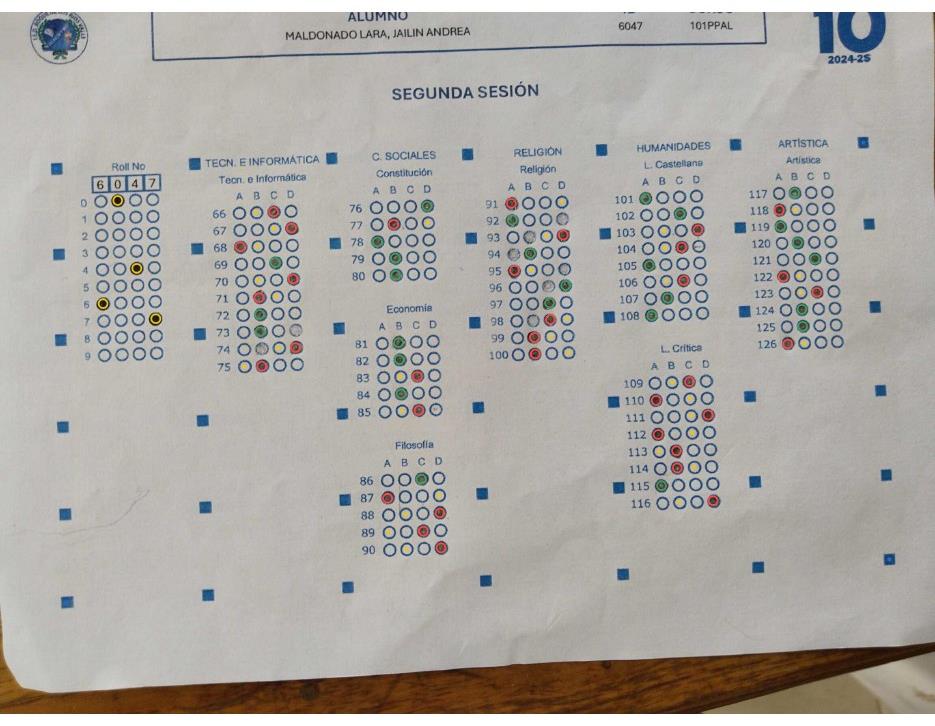 ALUMNO
MALDONADO LARA, JAILIN ANDREA
6047
101PPAL
10
2024-2S
SEGUNDA SESIÓN
Roll No
6 0 4 7
0
1
2
3
4
5
6
7
8
9
TECN. E INFORMÁTICA
Tecn. e Informática
A B C D
66
67
68
69
70
71
72
73
74
75
C. SOCIALES
Constitución
A B C D
76
77
78
79
80
Economía
A B C D
81
82
83
84
85
Filosofía
A B C D
86
87
88
89
90
RELIGIÓN
Religión
A B C D
91
92
93
94
95
96
97
98
99
100
HUMANIDADES
L. Castellana
A B C D
101
102
103
104
105
106
107
108
L. Crítica
A B C D
109
110
111
112
113
114
115
116
ARTÍSTICA
Artística
A B C D
117
118
119
120
121
122
123
124
125
126